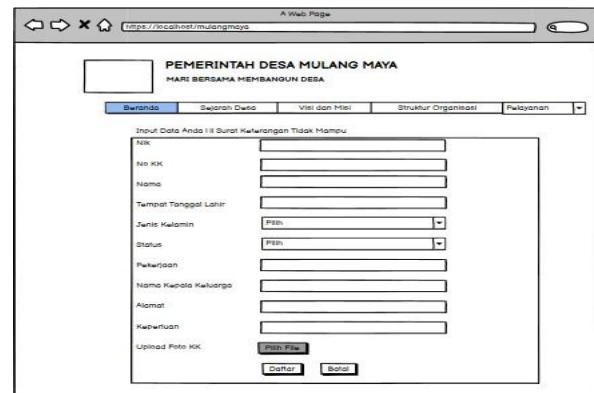 A Web Page
https://localhost/mulangmaya
PEMERINTAH DESA MULANG MAYA
MARI BERSAMA MEMBANGUN DESA
Beranda Sejarah Desa Visi dan Misi Struktur Organisasi Pelayanan
Input Data Anda Surat Keterangan Tidak Mampu
Nik
No KK
Nama
Tempat Tanggal Lahir
Jenis Kelamin Pilih
Status Pilih
Pekerjaan
Nama Kepala Keluarga
Alamat
Keperluan
Upload Foto KK Pilih File
Daftar Batal